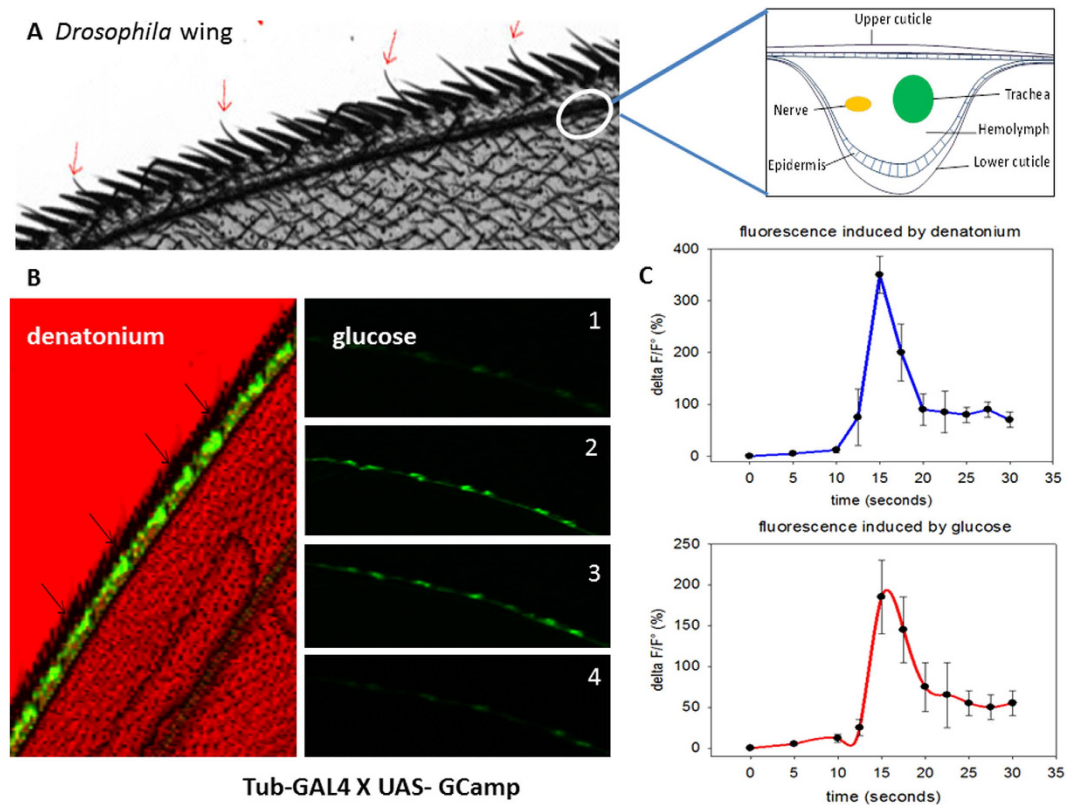 A Drosophila wing
Upper cuticle
Nerve
Trachea
Hemolymph
Epidermis
Lower cuticle
B
denatonium
glucose
1
2
3
4
Tub-GAL4 X UAS- GCamp
C
fluorescence induced by denatonium
delta F/F° (%)
400
300
200
100
0
0 5 10 15 20 25 30 35
time (seconds)
fluorescence induced by glucose
delta F/F° (%)
250
200
150
100
50
0
0 5 10 15 20 25 30 35
time (seconds)